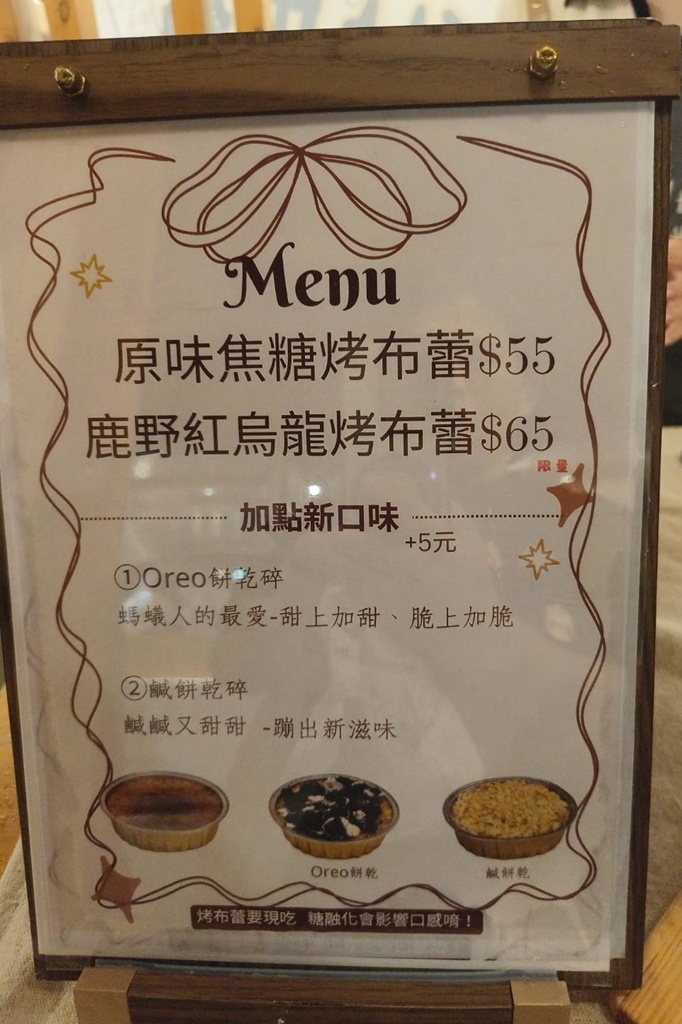 Menu
原味焦糖烤布蕾$55
鹿野紅烏龍烤布蕾$65
限量
加點新口味
+5元
①Oreo餅乾碎
螞蟻人的最愛-甜上加甜、脆上加脆
②鹹餅乾碎
鹹鹹又甜甜 -蹦出新滋味
Oreo餅乾
鹹餅乾
烤布蕾要現吃 糖融化會影響口感唷！